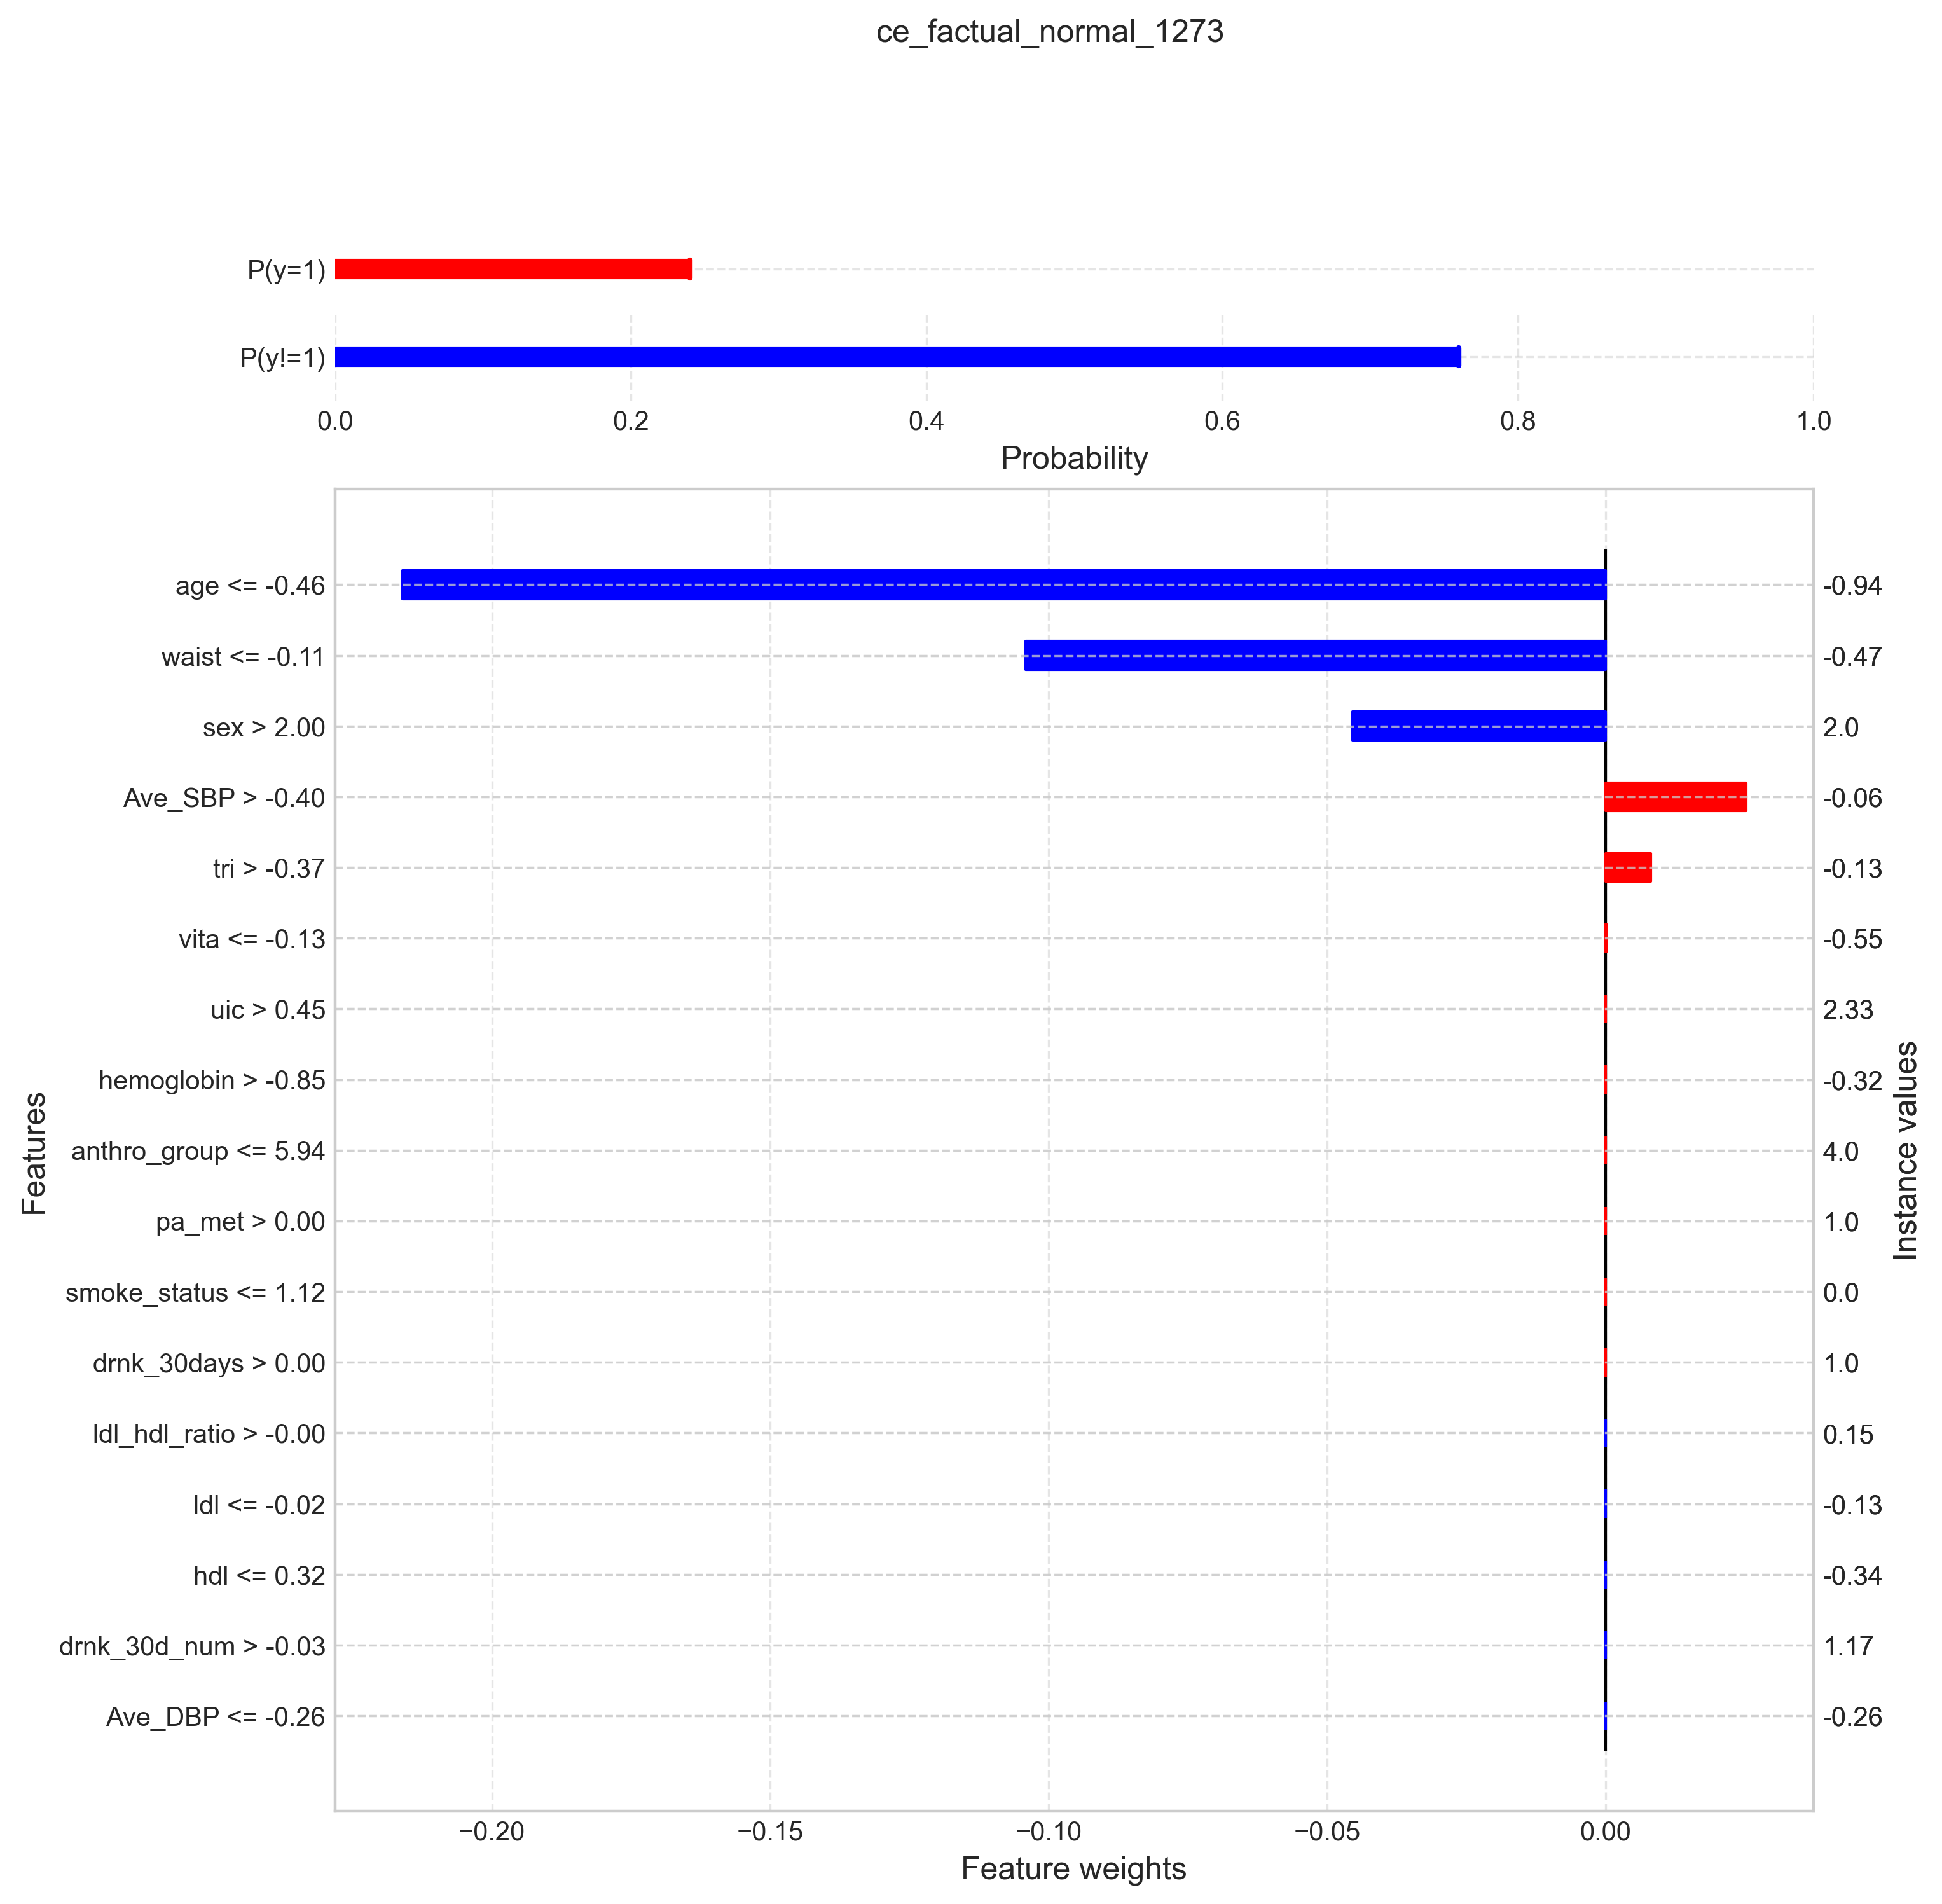 ce_factual_normal_1273
P(y=1)
P(y!=1)
0.0 0.2 0.4 0.6 0.8 1.0
Probability
age <= -0.46 -0.94
waist <= -0.11 -0.47
sex > 2.00 2.0
Ave_SBP > -0.40 -0.06
tri > -0.37 -0.13
vita <= -0.13 -0.55
uic > 0.45 2.33
hemoglobin > -0.85 -0.32
anthro_group <= 5.94 4.0
pa_met > 0.00 1.0
smoke_status <= 1.12 0.0
drnk_30days > 0.00 1.0
ldl_hdl_ratio > -0.00 0.15
ldl <= -0.02 -0.13
hdl <= 0.32 -0.34
drnk_30d_num > -0.03 1.17
Ave_DBP <= -0.26 -0.26
Features
Instance values
−0.20 −0.15 −0.10 −0.05 0.00
Feature weights